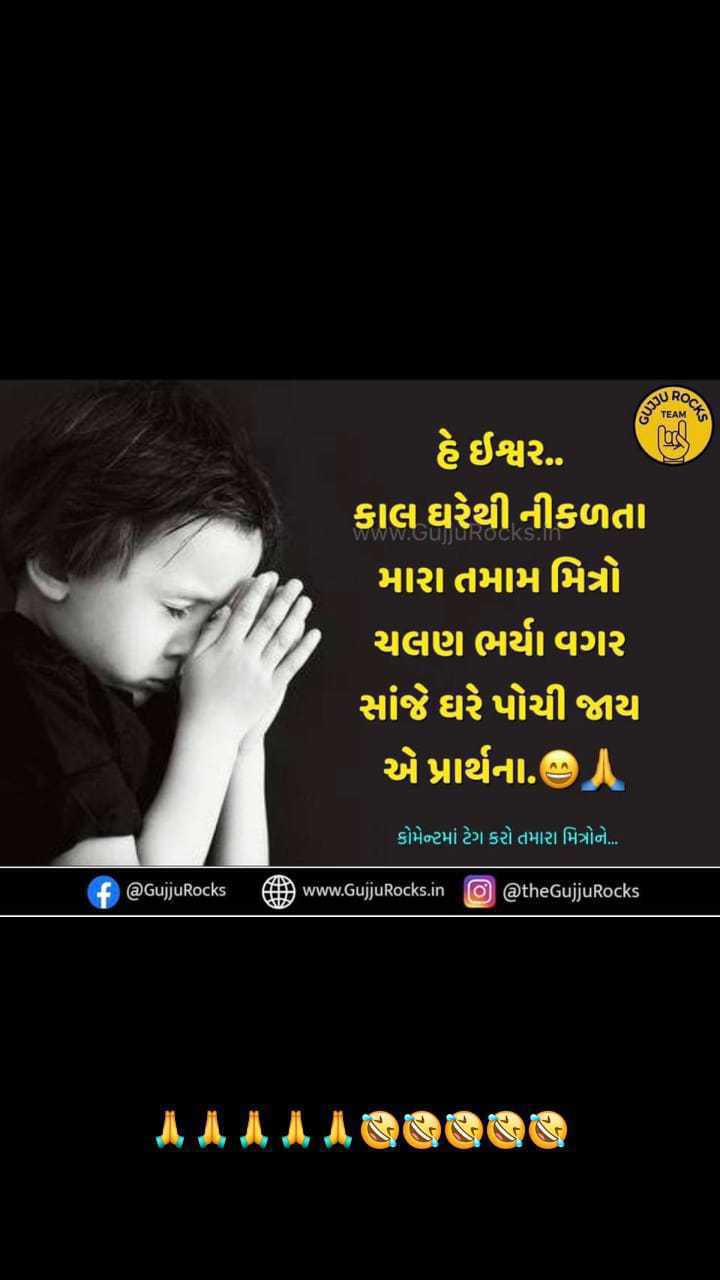 GUJJU ROCKS
TEAM
હે ઇશ્વર..
કાલ ઘરેથી નીકળતા
www.GujjuRocks.in
મારા તમામ મિત્રો
ચલણ ભર્યા વગર
સાંજે ઘરે પોચી જાય
એ પ્રાર્થના.😄🙏
કોમેન્ટમાં ટેગ કરો તમારા મિત્રોને...
@GujjuRocks www.GujjuRocks.in @theGujjuRocks
🙏🙏🙏🙏🙏🤣🤣🤣🤣🤣